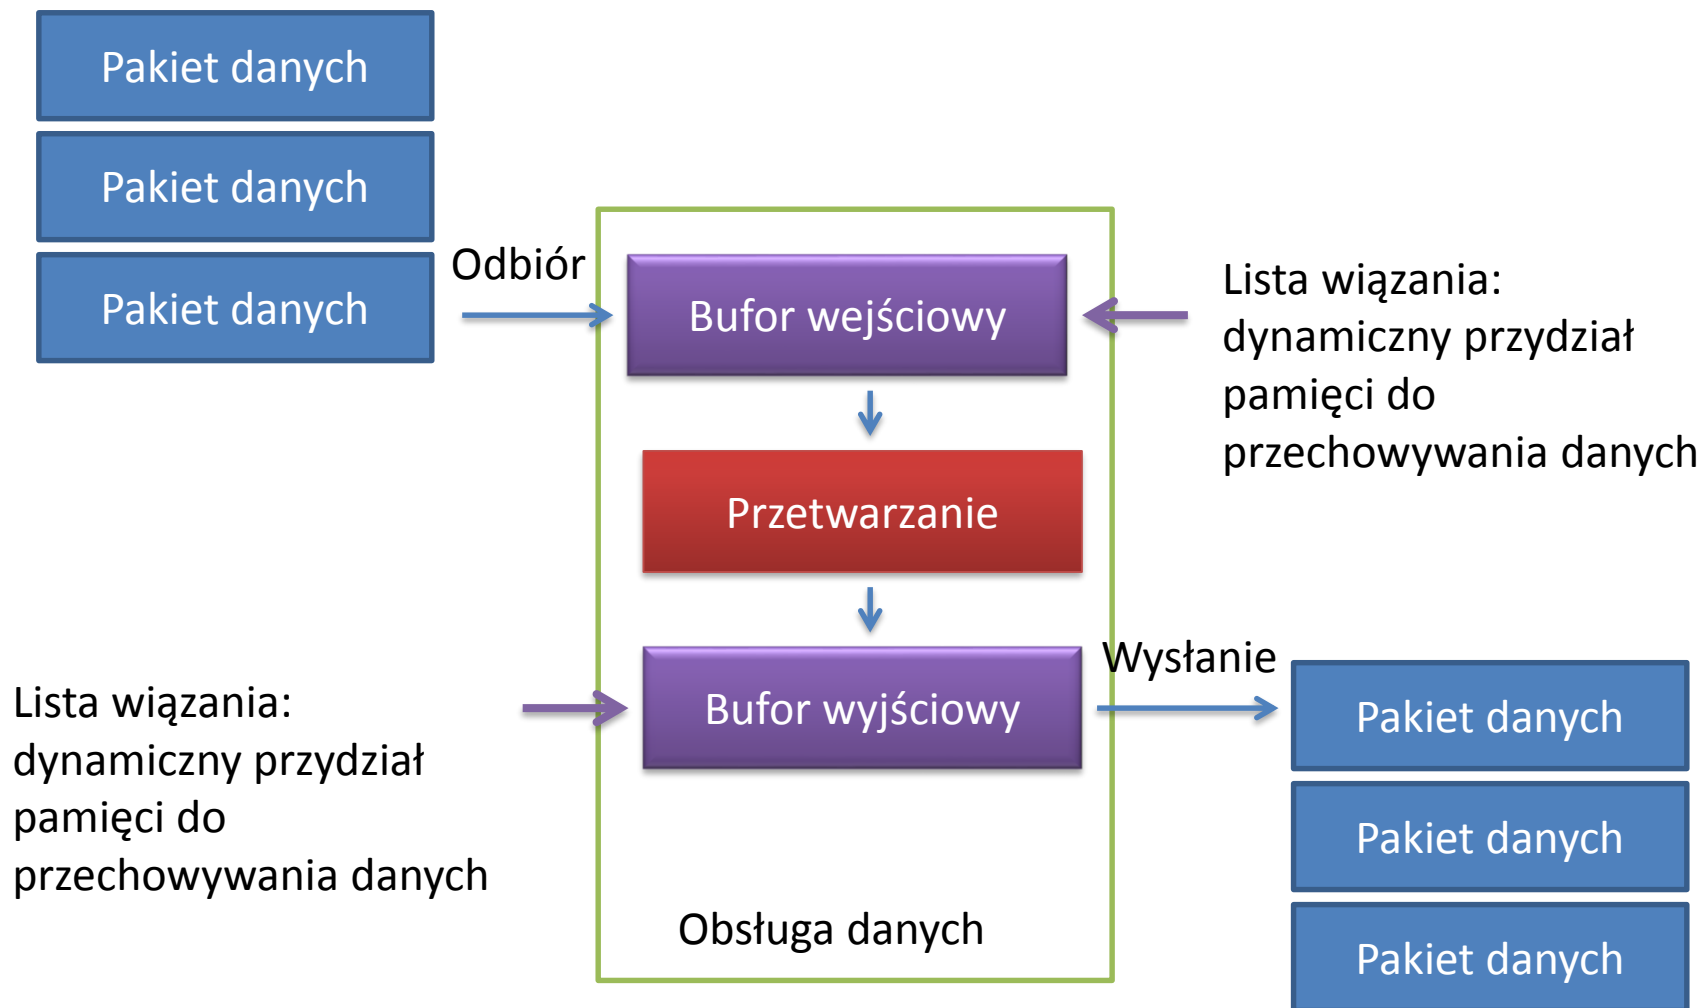 Pakiet danych
Pakiet danych
Pakiet danych
Odbiór
Bufor wejściowy
Lista wiązania:
dynamiczny przydział
pamięci do
przechowywania danych
Przetwarzanie
Lista wiązania:
dynamiczny przydział
pamięci do
przechowywania danych
Bufor wyjściowy
Wysłanie
Pakiet danych
Pakiet danych
Pakiet danych
Obsługa danych